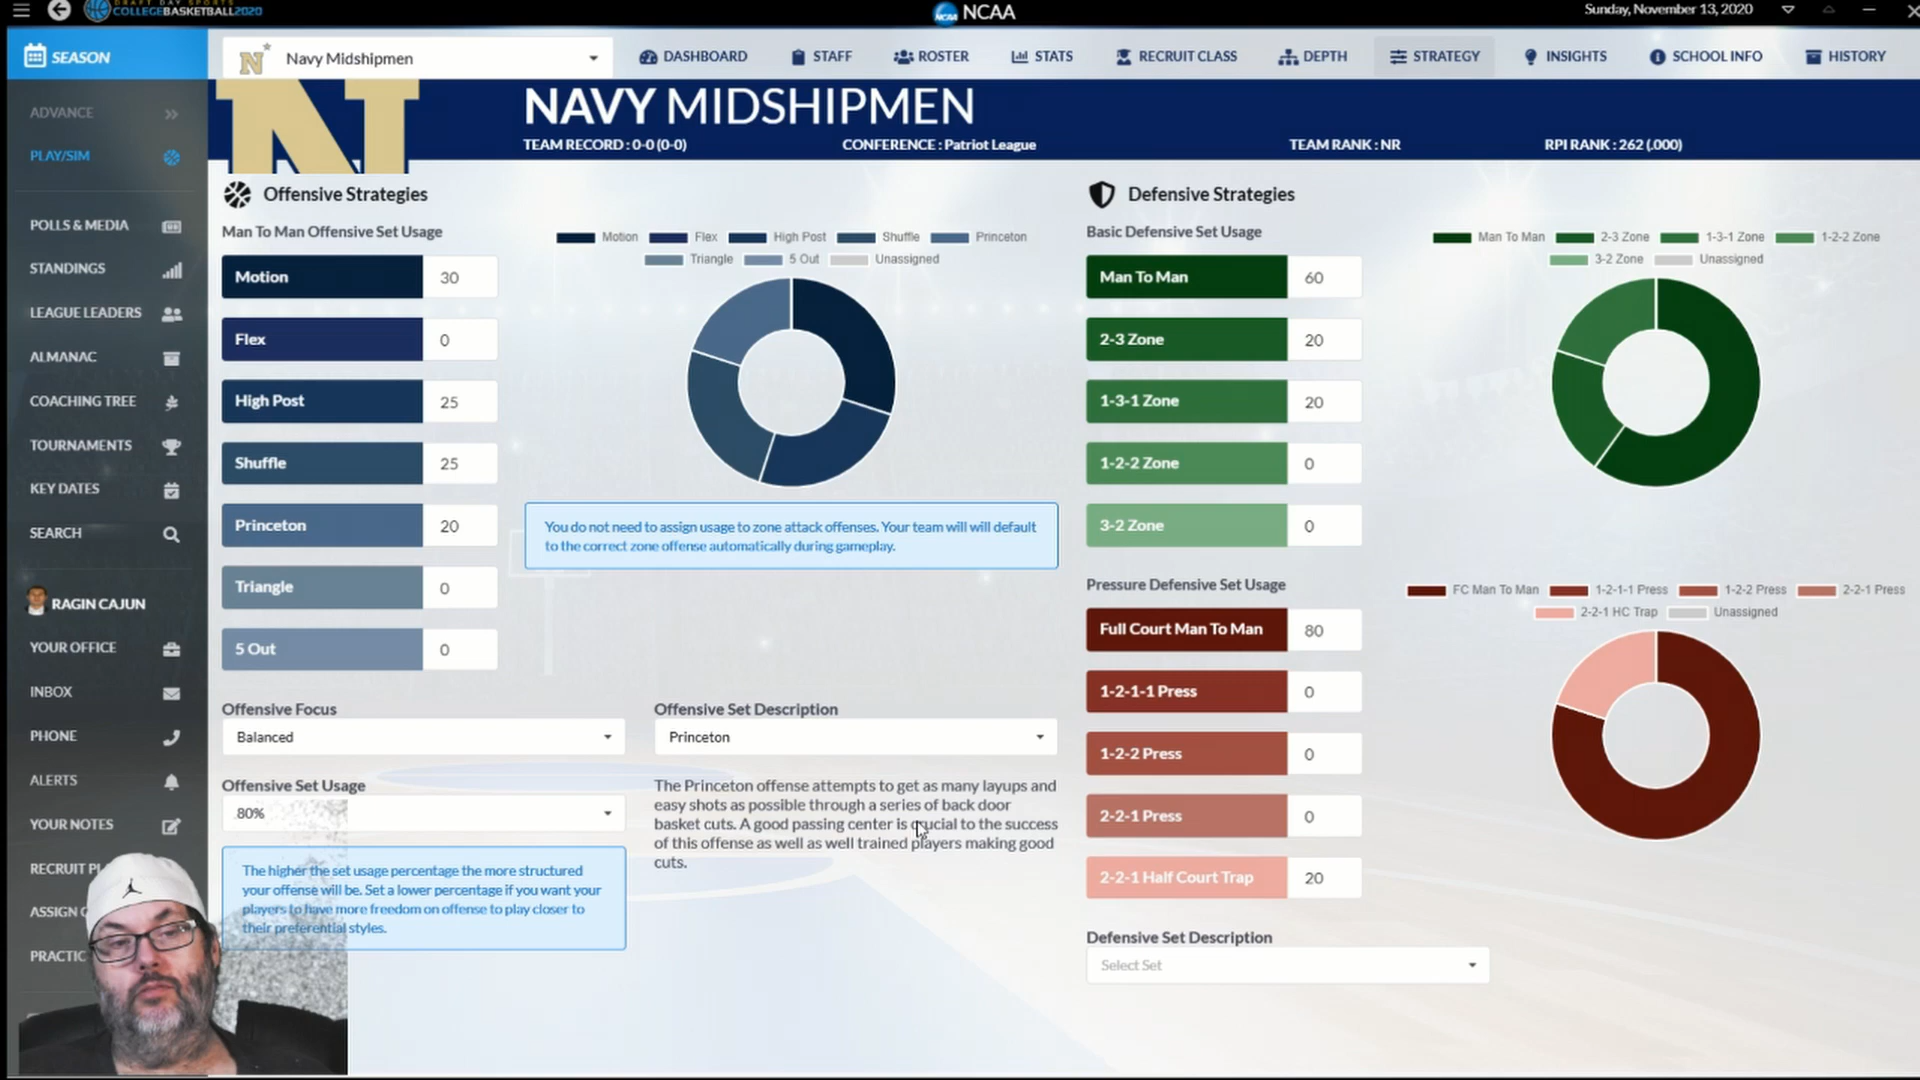 DRAFT DAY SPORTS
COLLEGEBASKETBALL2020
NCAA
NCAA
Sunday, November 13, 2020
SEASON
N
Navy Midshipmen
DASHBOARD
STAFF
ROSTER
STATS
RECRUIT CLASS
DEPTH
STRATEGY
INSIGHTS
SCHOOL INFO
HISTORY
N
NAVY MIDSHIPMEN
TEAM RECORD : 0-0 (0-0)
CONFERENCE : Patriot League
TEAM RANK : NR
RPI RANK : 262 (.000)
ADVANCE
PLAY/SIM
POLLS & MEDIA
STANDINGS
LEAGUE LEADERS
ALMANAC
COACHING TREE
TOURNAMENTS
KEY DATES
SEARCH
RAGIN CAJUN
YOUR OFFICE
INBOX
PHONE
ALERTS
YOUR NOTES
RECRUIT
ASSIGN
PRACTIC
Offensive Strategies
Man To Man Offensive Set Usage
Motion 30
Flex 0
High Post 25
Shuffle 25
Princeton 20
Triangle 0
5 Out 0
Motion Flex High Post Shuffle Princeton
Triangle 5 Out Unassigned
You do not need to assign usage to zone attack offenses. Your team will will default
to the correct zone offense automatically during gameplay.
Offensive Focus
Balanced
Offensive Set Usage
80%
The higher the set usage percentage the more structured
your offense will be. Set a lower percentage if you want your
players to have more freedom on offense to play closer to
their preferential styles.
Offensive Set Description
Princeton
The Princeton offense attempts to get as many layups and
easy shots as possible through a series of back door
basket cuts. A good passing center is crucial to the success
of this offense as well as well trained players making good
cuts.
Defensive Strategies
Basic Defensive Set Usage
Man To Man 60
2-3 Zone 20
1-3-1 Zone 20
1-2-2 Zone 0
3-2 Zone 0
Man To Man 2-3 Zone 1-3-1 Zone 1-2-2 Zone
3-2 Zone Unassigned
Pressure Defensive Set Usage
Full Court Man To Man 80
1-2-1-1 Press 0
1-2-2 Press 0
2-2-1 Press 0
2-2-1 Half Court Trap 20
FC Man To Man 1-2-1-1 Press 1-2-2 Press 2-2-1 Press
2-2-1 HC Trap Unassigned
Defensive Set Description
Select Set